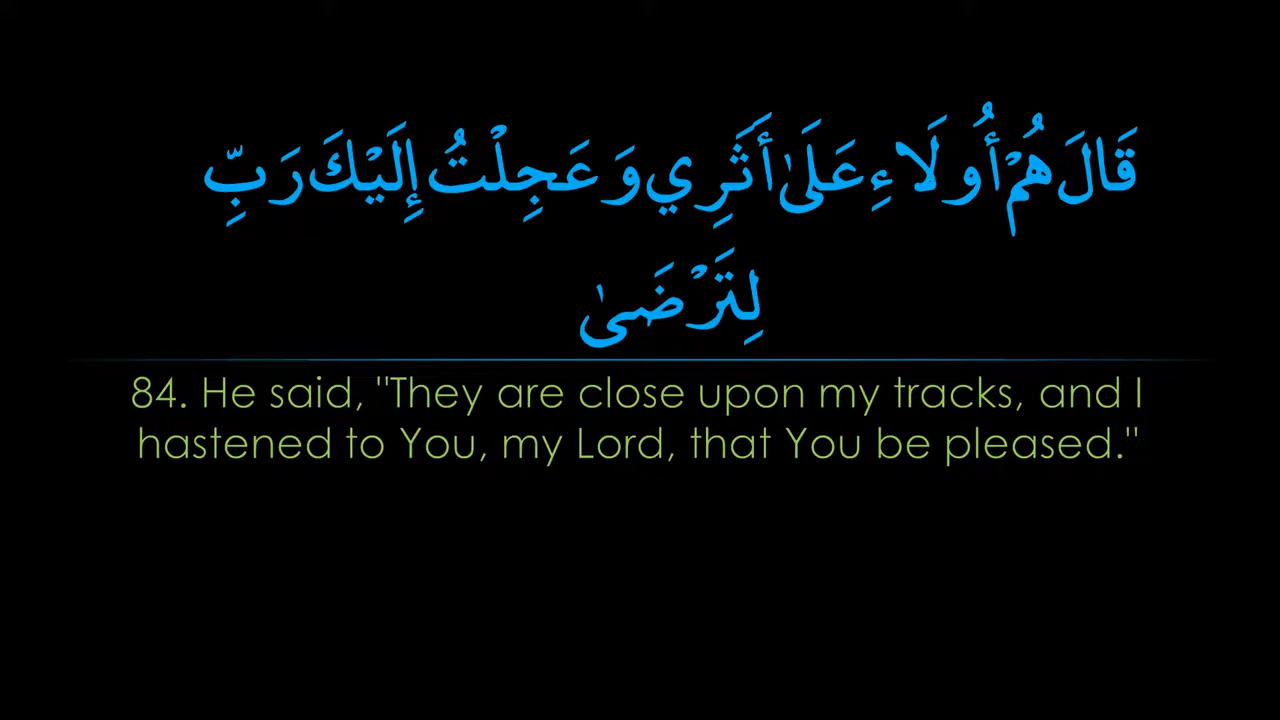 قَالَ هُمْ أُولَاءِ عَلَىٰ أَثَرِي وَعَجِلْتُ إِلَيْكَ رَبِّ
لِتَرْضَىٰ
84. He said, "They are close upon my tracks, and I
hastened to You, my Lord, that You be pleased."